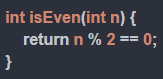 int isEven(int n) {
    return n % 2 == 0;
}